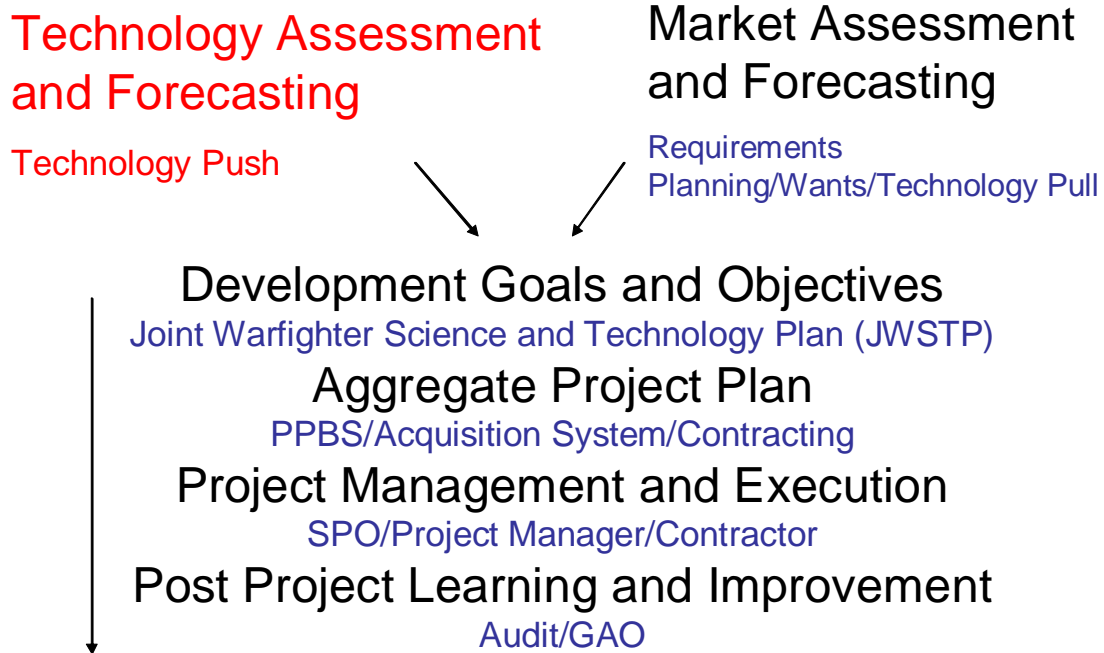 Technology Assessment
and Forecasting
Technology Push
Market Assessment
and Forecasting
Requirements
Planning/Wants/Technology Pull
Development Goals and Objectives
Joint Warfighter Science and Technology Plan (JWSTP)
Aggregate Project Plan
PPBS/Acquisition System/Contracting
Project Management and Execution
SPO/Project Manager/Contractor
Post Project Learning and Improvement
Audit/GAO